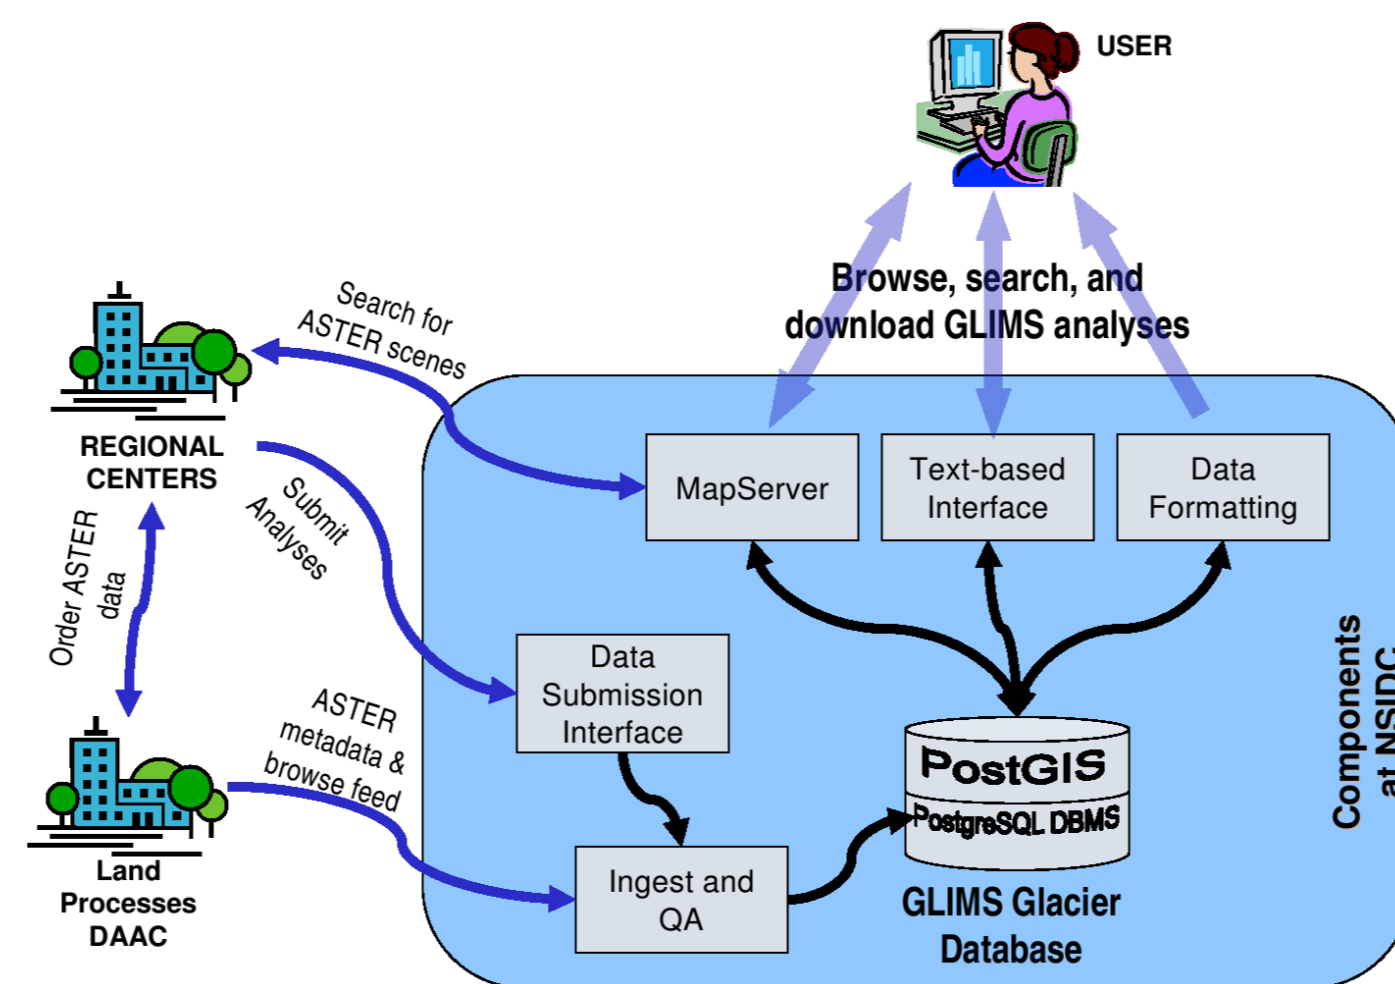 USER
Browse, search, and
download GLIMS analyses
Search for
ASTER scenes
REGIONAL
CENTERS
Submit
Analyses
MapServer
Text-based
Interface
Data
Formatting
Order ASTER
data
Data
Submission
Interface
ASTER
metadata &
browse feed
Components
at NSIDC
PostGIS
PostgreSQL DBMS
Land
Processes
DAAC
Ingest and
QA
GLIMS Glacier
Database